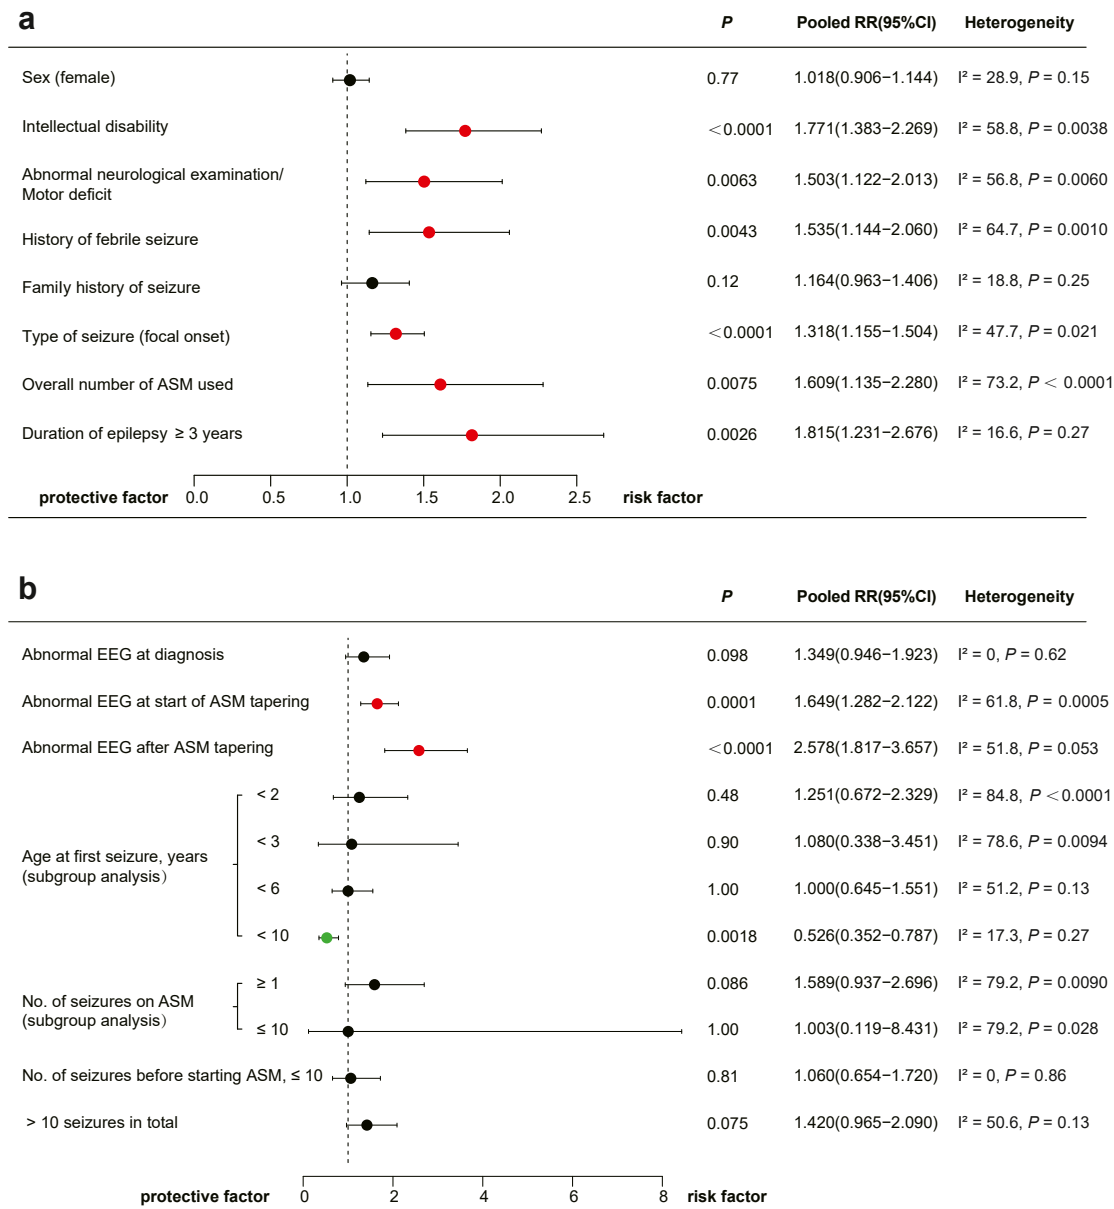 a
P Pooled RR(95%CI) Heterogeneity
Sex (female) 0.77 1.018(0.906−1.144) I² = 28.9, P = 0.15
Intellectual disability <0.0001 1.771(1.383−2.269) I² = 58.8, P = 0.0038
Abnormal neurological examination/
Motor deficit 0.0063 1.503(1.122−2.013) I² = 56.8, P = 0.0060
History of febrile seizure 0.0043 1.535(1.144−2.060) I² = 64.7, P = 0.0010
Family history of seizure 0.12 1.164(0.963−1.406) I² = 18.8, P = 0.25
Type of seizure (focal onset) <0.0001 1.318(1.155−1.504) I² = 47.7, P = 0.021
Overall number of ASM used 0.0075 1.609(1.135−2.280) I² = 73.2, P < 0.0001
Duration of epilepsy ≥ 3 years 0.0026 1.815(1.231−2.676) I² = 16.6, P = 0.27
protective factor 0.0 0.5 1.0 1.5 2.0 2.5 risk factor
b
P Pooled RR(95%CI) Heterogeneity
Abnormal EEG at diagnosis 0.098 1.349(0.946−1.923) I² = 0, P = 0.62
Abnormal EEG at start of ASM tapering 0.0001 1.649(1.282−2.122) I² = 61.8, P = 0.0005
Abnormal EEG after ASM tapering <0.0001 2.578(1.817−3.657) I² = 51.8, P = 0.053
< 2 0.48 1.251(0.672−2.329) I² = 84.8, P <0.0001
< 3 0.90 1.080(0.338−3.451) I² = 78.6, P = 0.0094
Age at first seizure, years
(subgroup analysis)
< 6 1.00 1.000(0.645−1.551) I² = 51.2, P = 0.13
< 10 0.0018 0.526(0.352−0.787) I² = 17.3, P = 0.27
≥ 1 0.086 1.589(0.937−2.696) I² = 79.2, P = 0.0090
No. of seizures on ASM
(subgroup analysis)
≤ 10 1.00 1.003(0.119−8.431) I² = 79.2, P = 0.028
No. of seizures before starting ASM, ≤ 10 0.81 1.060(0.654−1.720) I² = 0, P = 0.86
> 10 seizures in total 0.075 1.420(0.965−2.090) I² = 50.6, P = 0.13
protective factor 0 2 4 6 8 risk factor